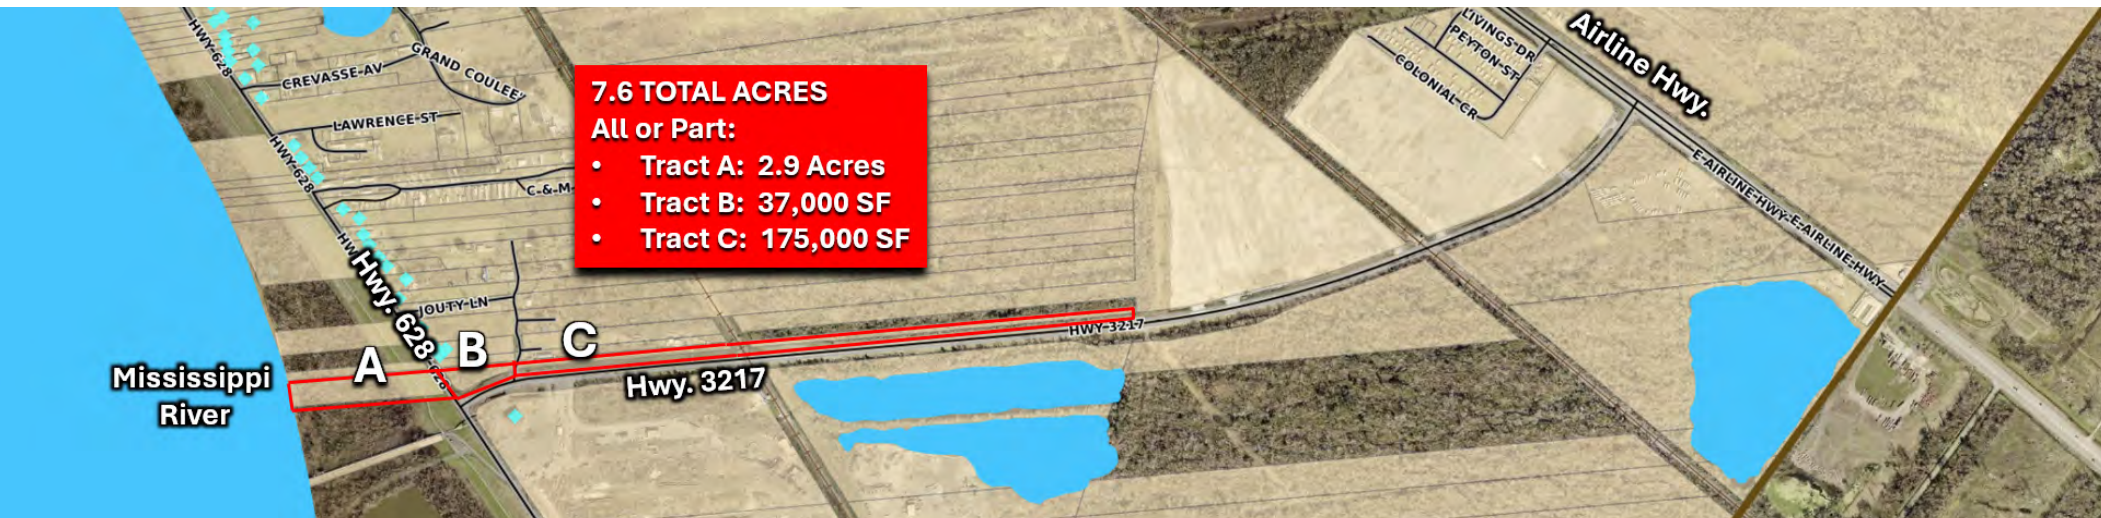 HWY-628
CREVASSE-AV
GRAND COULEE
LAWRENCE-ST
HWY-628
C-&-M-
HWY
Hwy. 628
JOUTY-LN
-628
7.6 TOTAL ACRES
All or Part:
• Tract A: 2.9 Acres
• Tract B: 37,000 SF
• Tract C: 175,000 SF
LIVINGS-DR
PEYTON-ST
COLONIAL-CR
Airline Hwy.
E-AIRLINE-HWY-E-AIRLINE-HWY
A
B
C
HWY-3217
Hwy. 3217
Mississippi
River